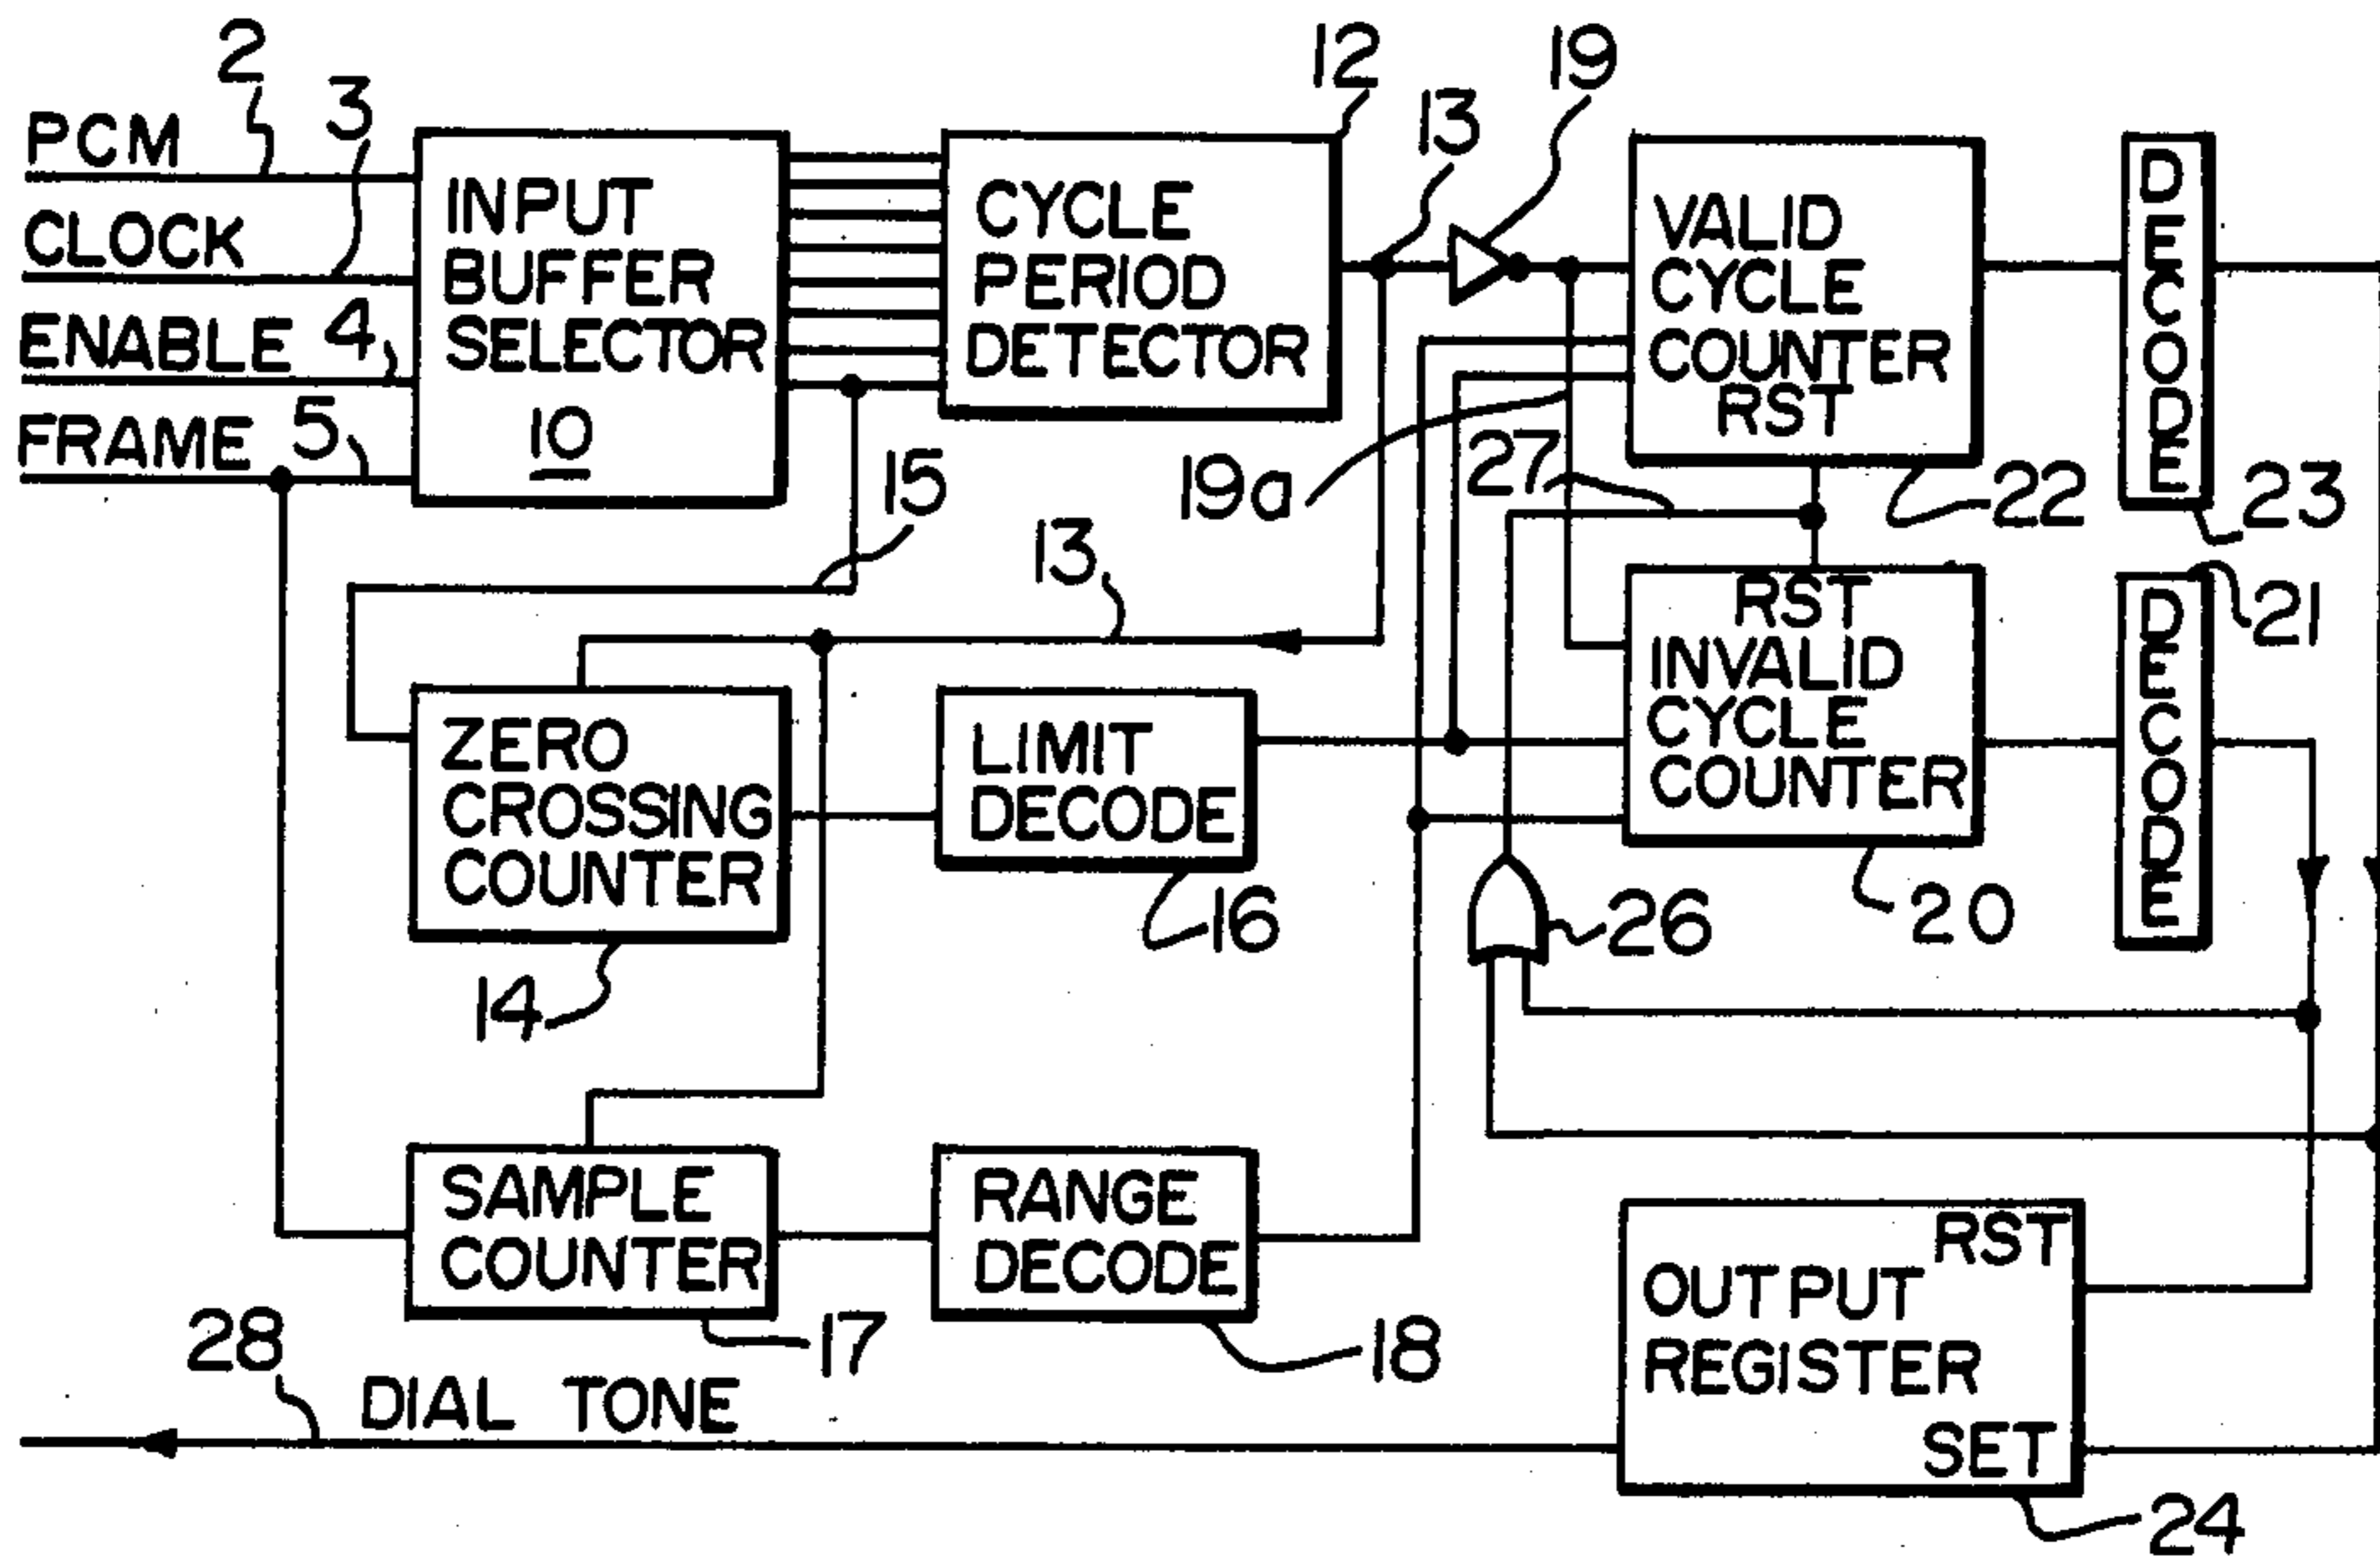 2
3
12
13
19
PCM
CLOCK
ENABLE 4
FRAME 5
INPUT
BUFFER
SELECTOR
10
CYCLE
PERIOD
DETECTOR
VALID
CYCLE
COUNTER
RST
DECODE
15
13
19a
27
22
23
ZERO
CROSSING
COUNTER
14
LIMIT
DECODE
16
RST
INVALID
CYCLE
COUNTER
20
DECODE
21
26
SAMPLE
COUNTER
17
RANGE
DECODE
18
RST
OUTPUT
REGISTER
SET
24
28
DIAL TONE